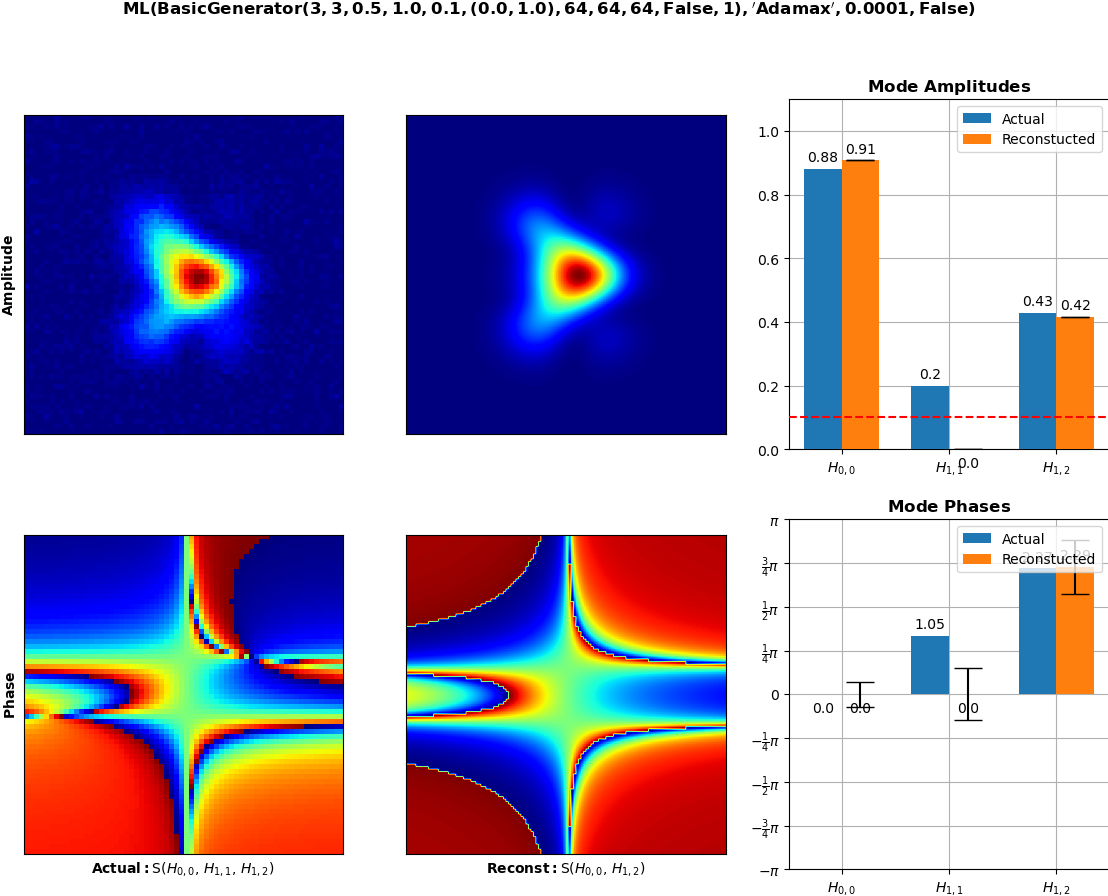 ML(BasicGenerator(3, 3, 0.5, 1.0, 0.1, (0.0, 1.0), 64, 64, 64, False, 1), ′Adamax′, 0.0001, False)
Mode Amplitudes
Amplitude
Actual
Reconstucted
1.0
0.8
0.6
0.4
0.2
0.0
0.88
0.91
0.2
0.0
0.43
0.42
H0,0
H1,1
H1,2
Mode Phases
Phase
Actual
Reconstucted
π
3/4π
1/2π
1/4π
0
−1/4π
−1/2π
−3/4π
−π
0.0
0.0
1.05
0.0
H0,0
H1,1
H1,2
Actual: S(H0,0, H1,1, H1,2)
Reconst: S(H0,0, H1,2)